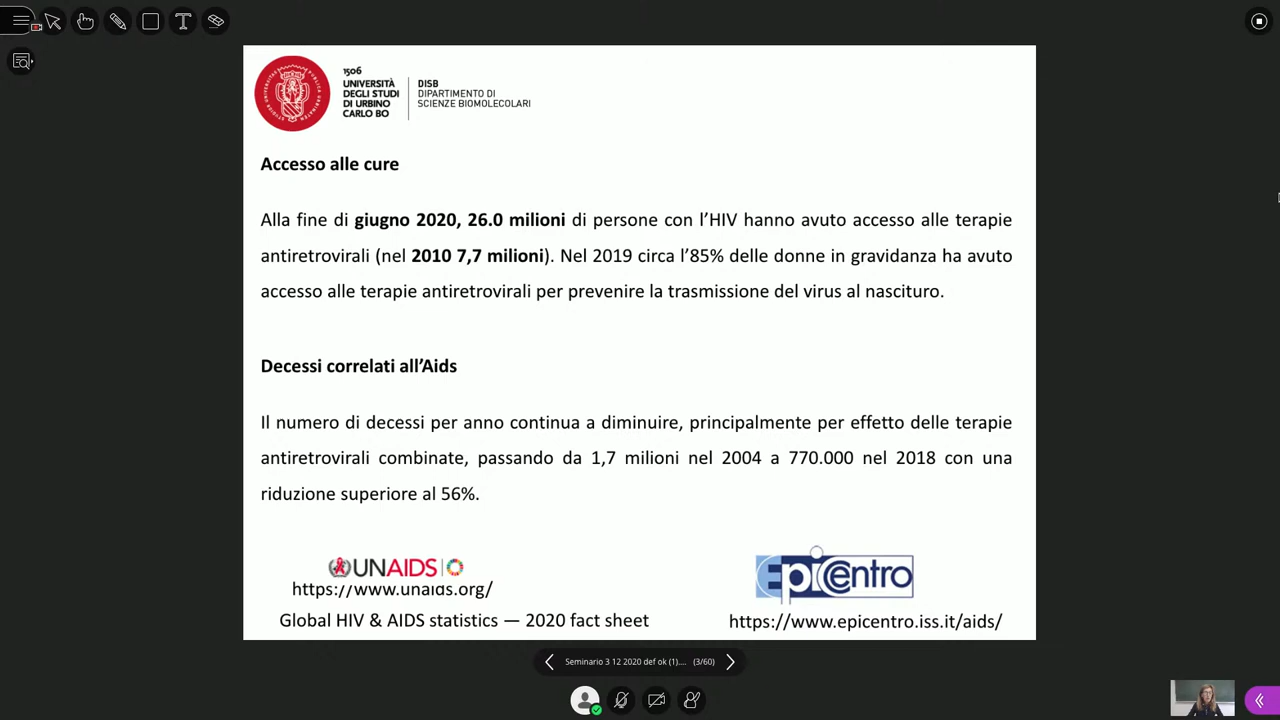 1506
UNIVERSITÀ
DEGLI STUDI
DI URBINO
CARLO BO
DISB
DIPARTIMENTO DI
SCIENZE BIOMOLECOLARI
Accesso alle cure
Alla fine di giugno 2020, 26.0 milioni di persone con l'HIV hanno avuto accesso alle terapie
antiretrovirali (nel 2010 7,7 milioni). Nel 2019 circa l'85% delle donne in gravidanza ha avuto
accesso alle terapie antiretrovirali per prevenire la trasmissione del virus al nascituro.
Decessi correlati all'Aids
Il numero di decessi per anno continua a diminuire, principalmente per effetto delle terapie
antiretrovirali combinate, passando da 1,7 milioni nel 2004 a 770.000 nel 2018 con una
riduzione superiore al 56%.
UNAIDS
https://www.unaids.org/
Global HIV & AIDS statistics — 2020 fact sheet
EpiCentro
https://www.epicentro.iss.it/aids/
Seminario 3 12 2020 def ok (1).... (3/60)